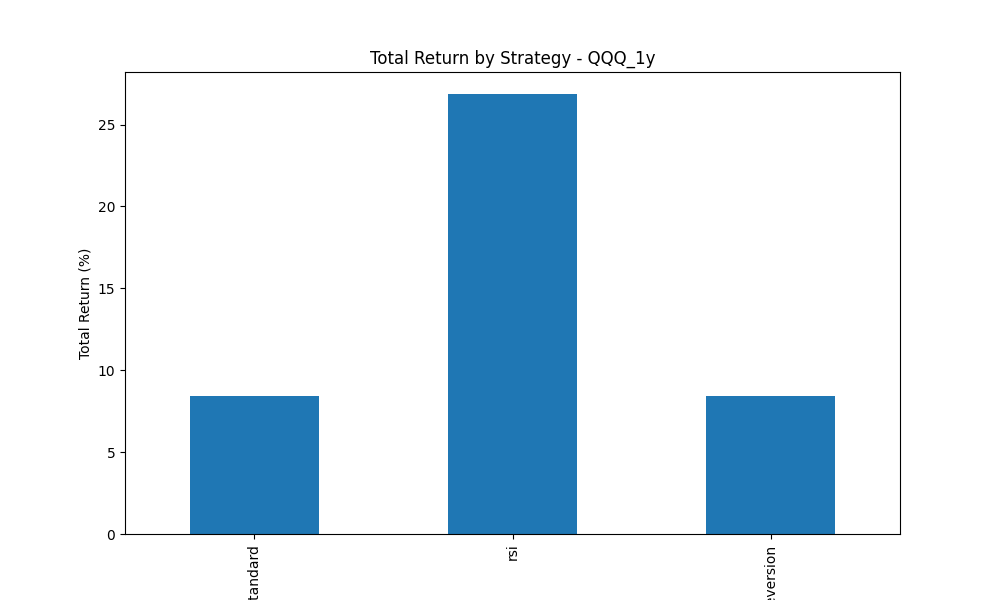 Total Return by Strategy - QQQ_1y
Total Return (%)
25
20
15
10
5
0
tandard
rsi
eversion